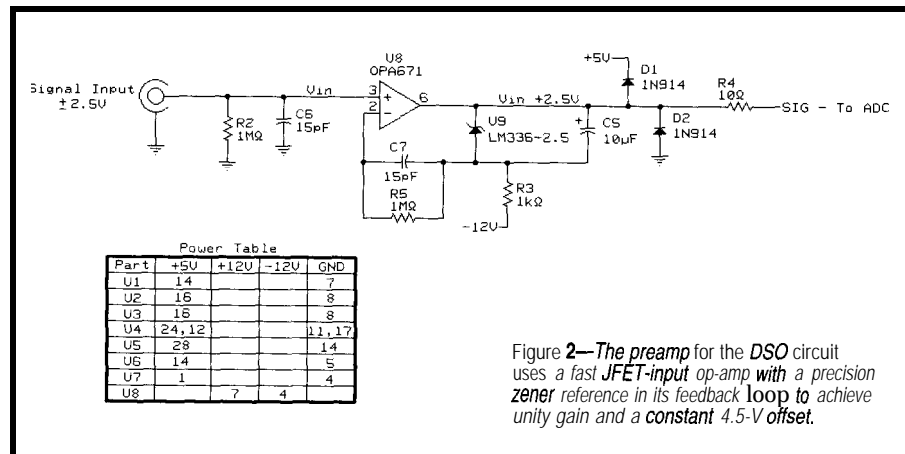 Signal Input
±2.5V
Vin
R2
1MΩ
C6
15pF
U8
OPA671
3
+
2
-
6
C7
15pF
R5
1MΩ
Vin +2.5V
U9
LM336-2.5
R3
1kΩ
-12V
+
C5
10µF
+5V
D1
1N914
D2
1N914
R4
10Ω
SIG - To ADC
Power Table
Part +5V +12V -12V GND
U1 14 7
U2 16 8
U3 16 8
U4 24,12 11,17
U5 28 14
U6 14 5
U7 1 4
U8 7 4
Figure 2—The preamp for the DSO circuit
uses a fast JFET-input op-amp with a precision
zener reference in its feedback loop to achieve
unity gain and a constant 4.5-V offset.